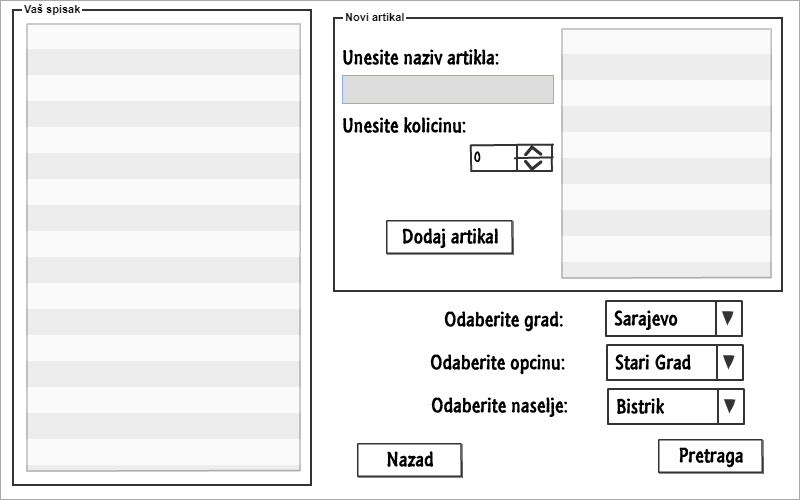 Vaš spisak
Novi artikal
Unesite naziv artikla:
Unesite kolicinu:
0
Dodaj artikal
Odaberite grad: Sarajevo
Odaberite opcinu: Stari Grad
Odaberite naselje: Bistrik
Nazad
Pretraga